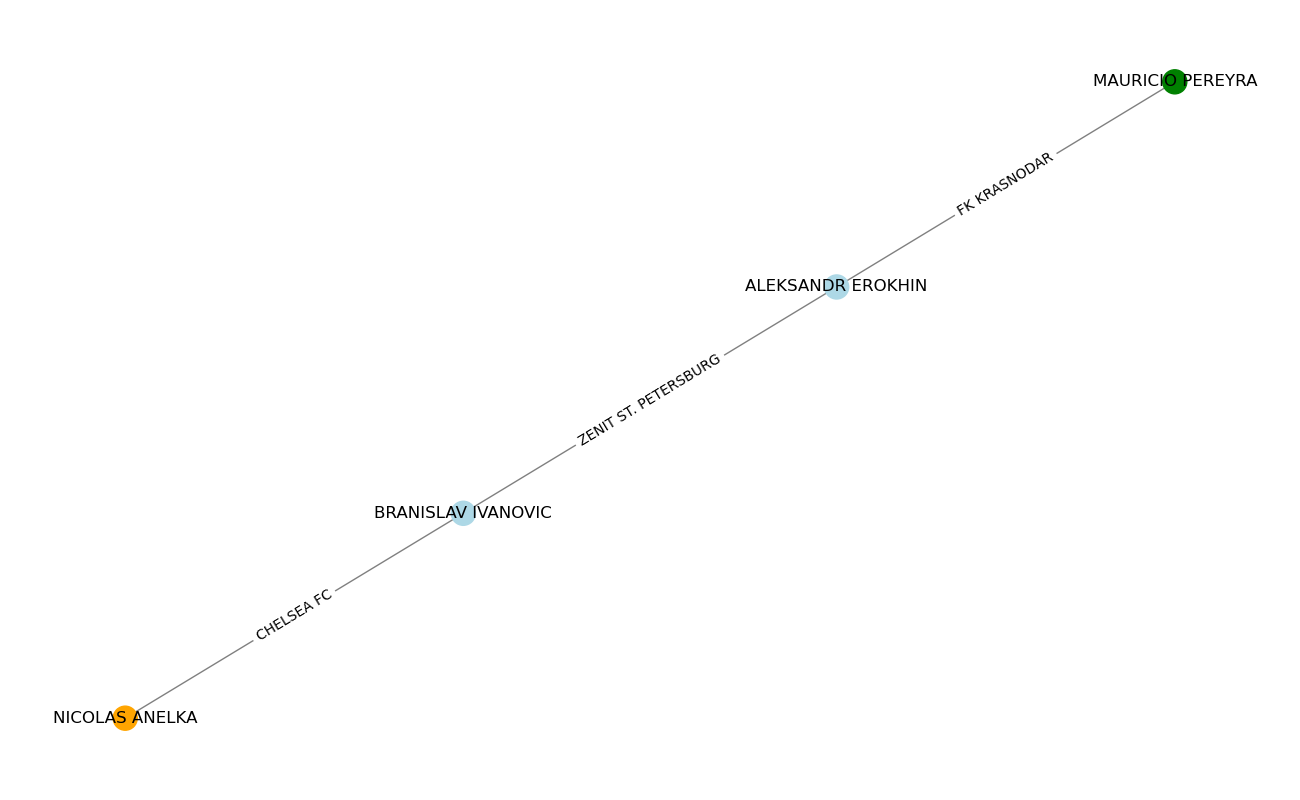 MAURICIO PEREYRA
FK KRASNODAR
ALEKSANDR EROKHIN
ZENIT ST. PETERSBURG
BRANISLAV IVANOVIC
CHELSEA FC
NICOLAS ANELKA